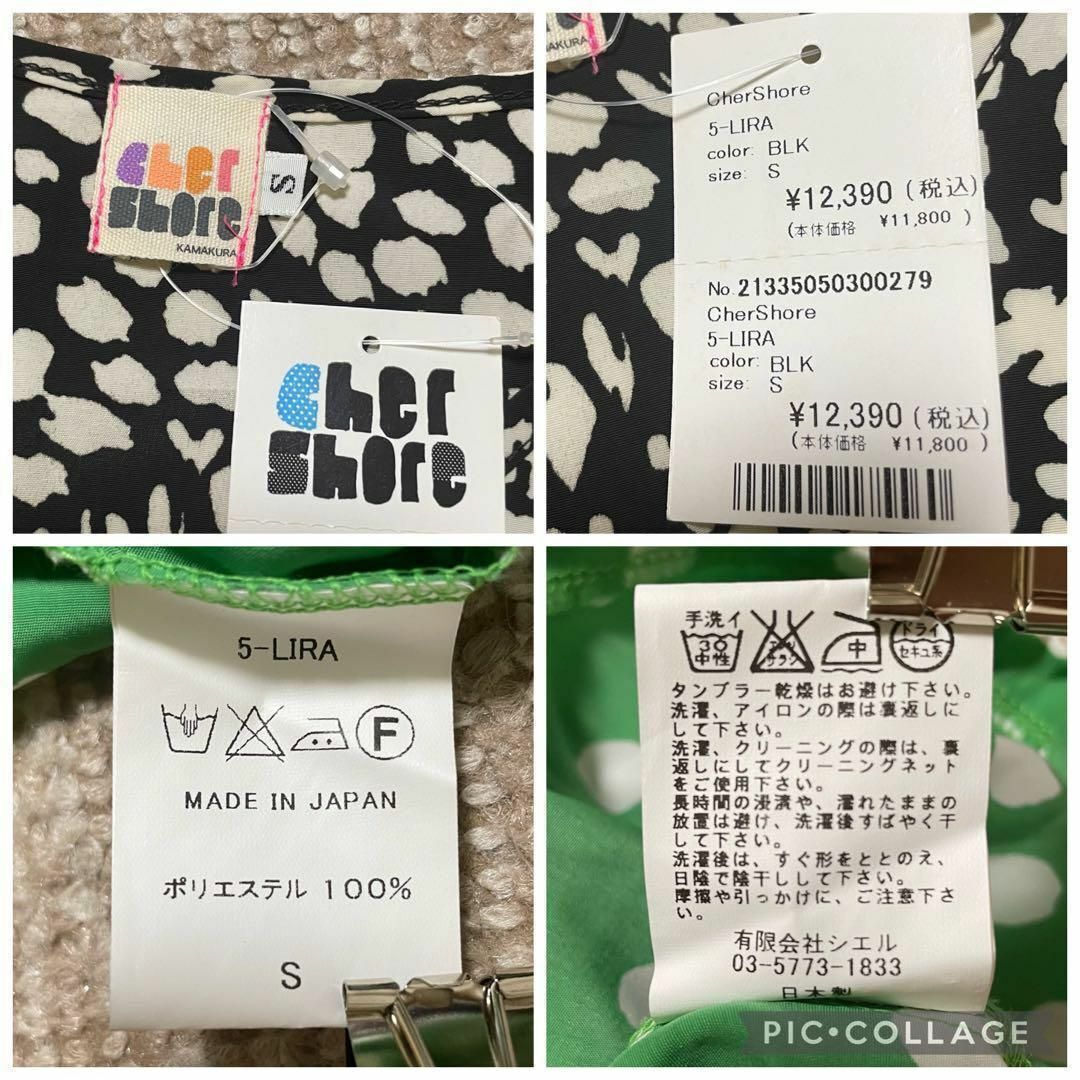 Cher
Shore
KAMAKURA
S
Cher
Shore
AKURA
CherShore
5-LIRA
color: BLK
size: S
¥12,390 (税込)
(本体価格 ¥11,800 )
No. 21335050300279
CherShore
5-LIRA
color: BLK
size: S
¥12,390 (税込)
(本体価格 ¥11,800 )
5-LIRA
F
MADE IN JAPAN
ポリエステル 100%
S
手洗イ
30
中性
エンソ
サラシ
中
ドライ
セキユ系
タンブラー乾燥はお避け下さい。
洗濯、アイロンの際は裏返しに
して下さい。
洗濯、クリーニングの際は、裏
返しにしてクリーニングネット
をご使用下さい。
長時間の浸漬や、濡れたままの
放置は避け、洗濯後すばやく干
して下さい。
洗濯後は、すぐ形をととのえ、
日陰で陰干しして下さい。
摩擦や引っかけに、ご注意下さ
い。
有限会社シエル
03-5773-1833
日本製
PIC•COLLAGE